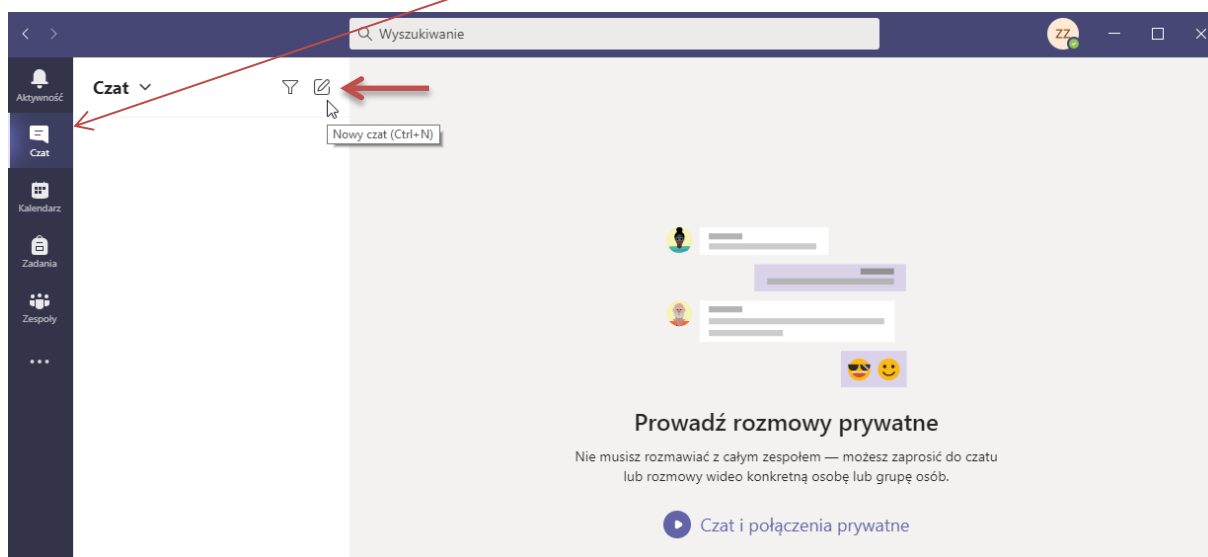 Wyszukiwanie
ZZ
Aktywność
Czat
Nowy czat (Ctrl+N)
Czat
Kalendarz
Zadania
Zespoły
Prowadź rozmowy prywatne
Nie musisz rozmawiać z całym zespołem — możesz zaprosić do czatu
lub rozmowy wideo konkretną osobę lub grupę osób.
Czat i połączenia prywatne